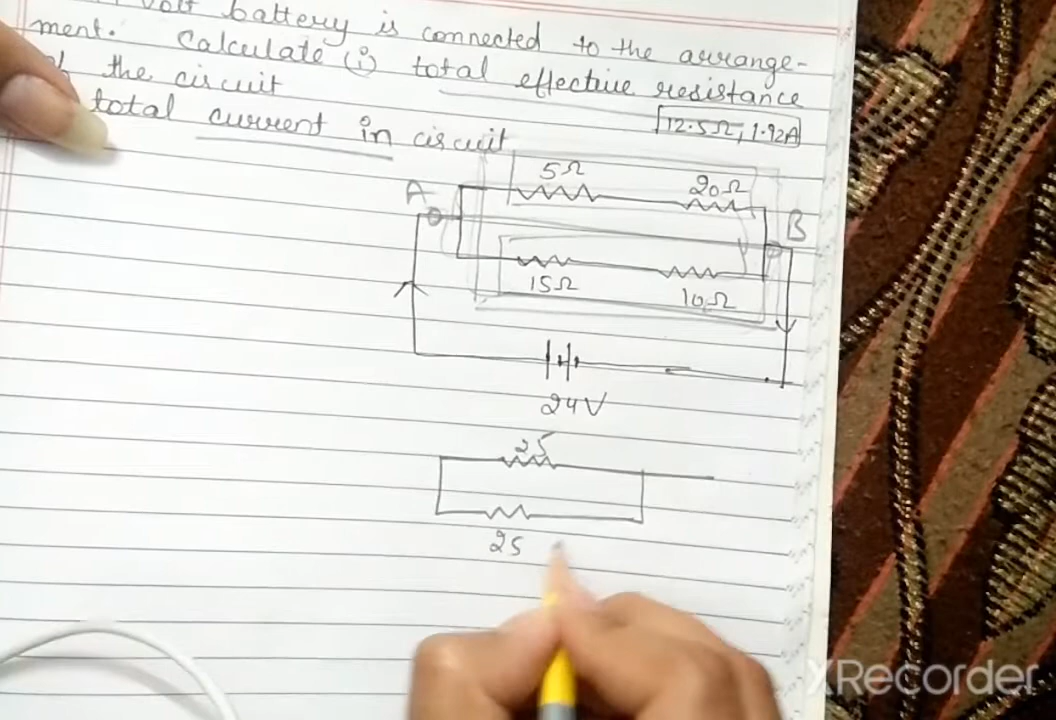 volt battery is connected to the arrange-
ment. Calculate (i) total effective resistance
the circuit
total current in circuit
12.5Ω, 1.92A
A
5Ω
20Ω
B
15Ω
10Ω
24V
25
25
XRecorder